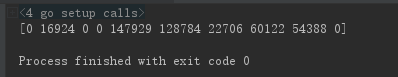 <4 go setup calls>
[0 16924 0 0 147929 128784 22706 60122 54388 0]
Process finished with exit code 0